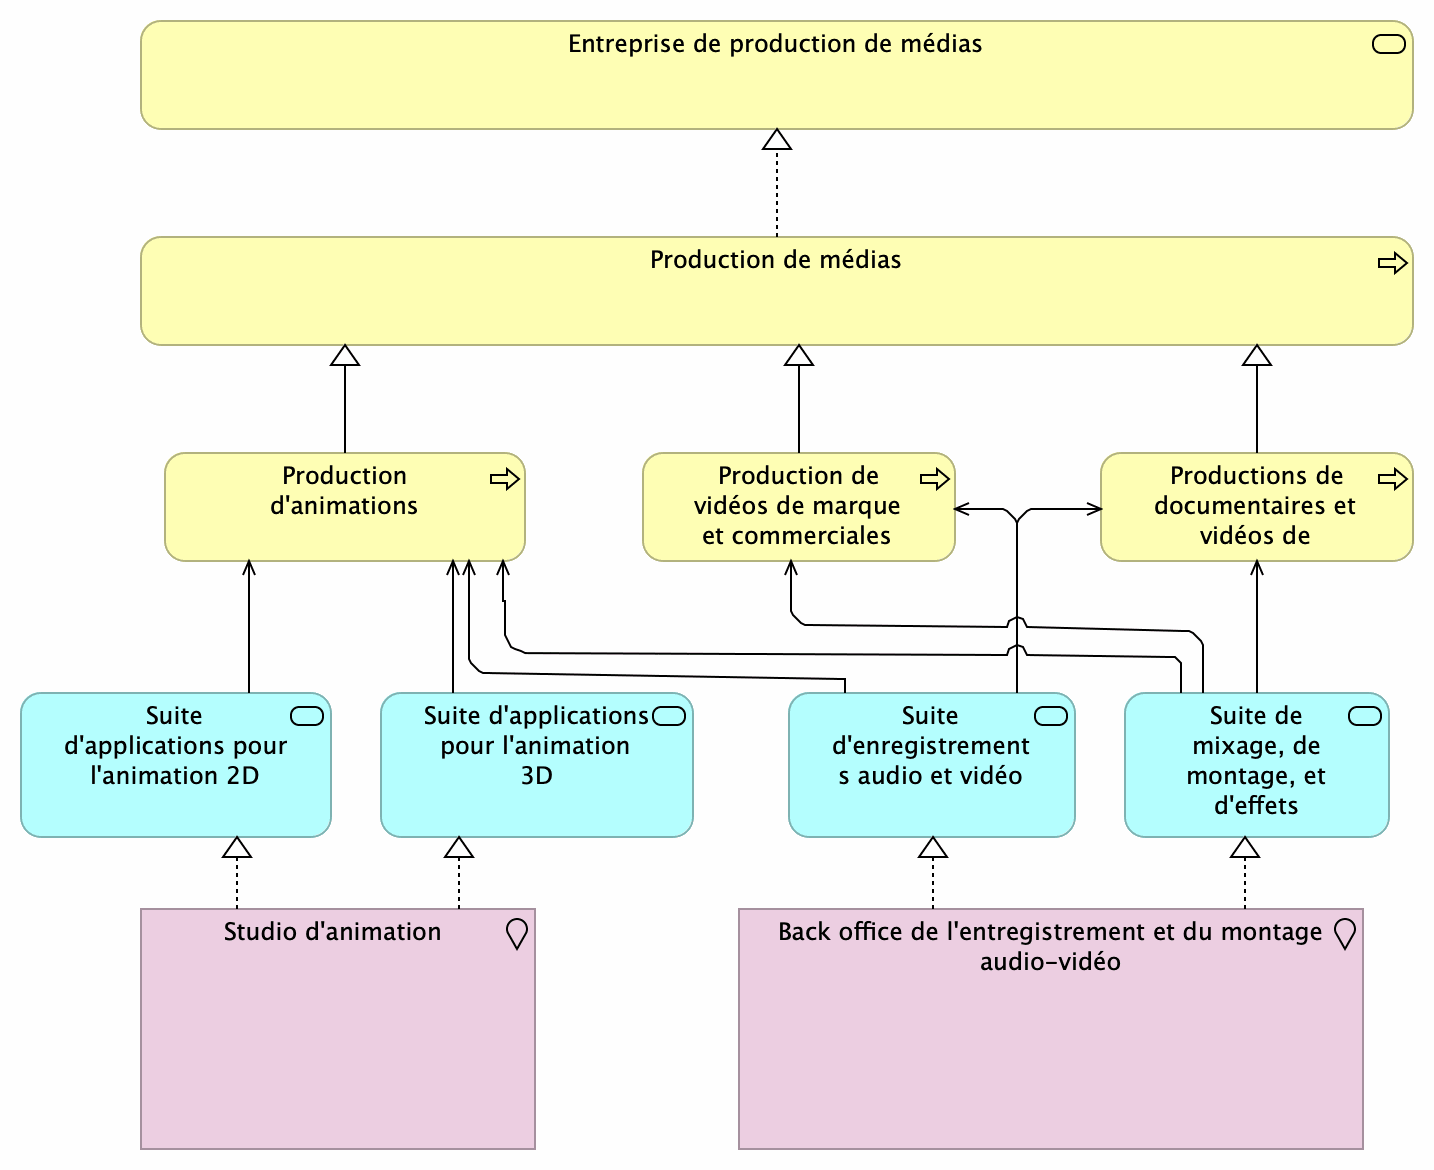 Entreprise de production de médias
Production de médias
Production
d'animations
Production de
vidéos de marque
et commerciales
Productions de
documentaires et
vidéos de
Suite
d'applications pour
l'animation 2D
Suite d'applications
pour l'animation
3D
Suite
d'enregistrement
s audio et vidéo
Suite de
mixage, de
montage, et
d'effets
Studio d'animation
Back office de l'entregistrement et du montage
audio-vidéo